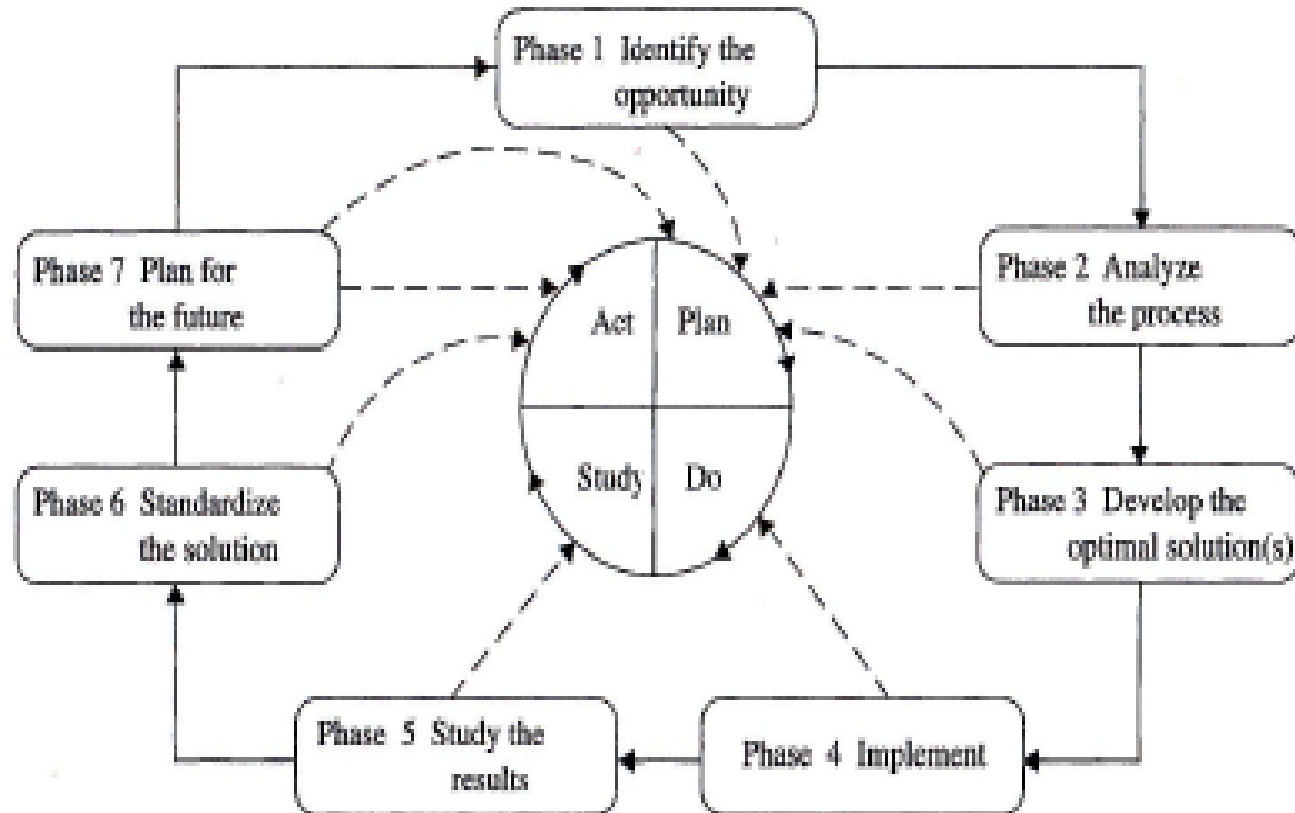 Phase 1 Identify the
opportunity
Phase 2 Analyze
the process
Phase 3 Develop the
optimal solution(s)
Phase 4 Implement
Phase 5 Study the
results
Phase 6 Standardize
the solution
Phase 7 Plan for
the future
Act
Plan
Study
Do